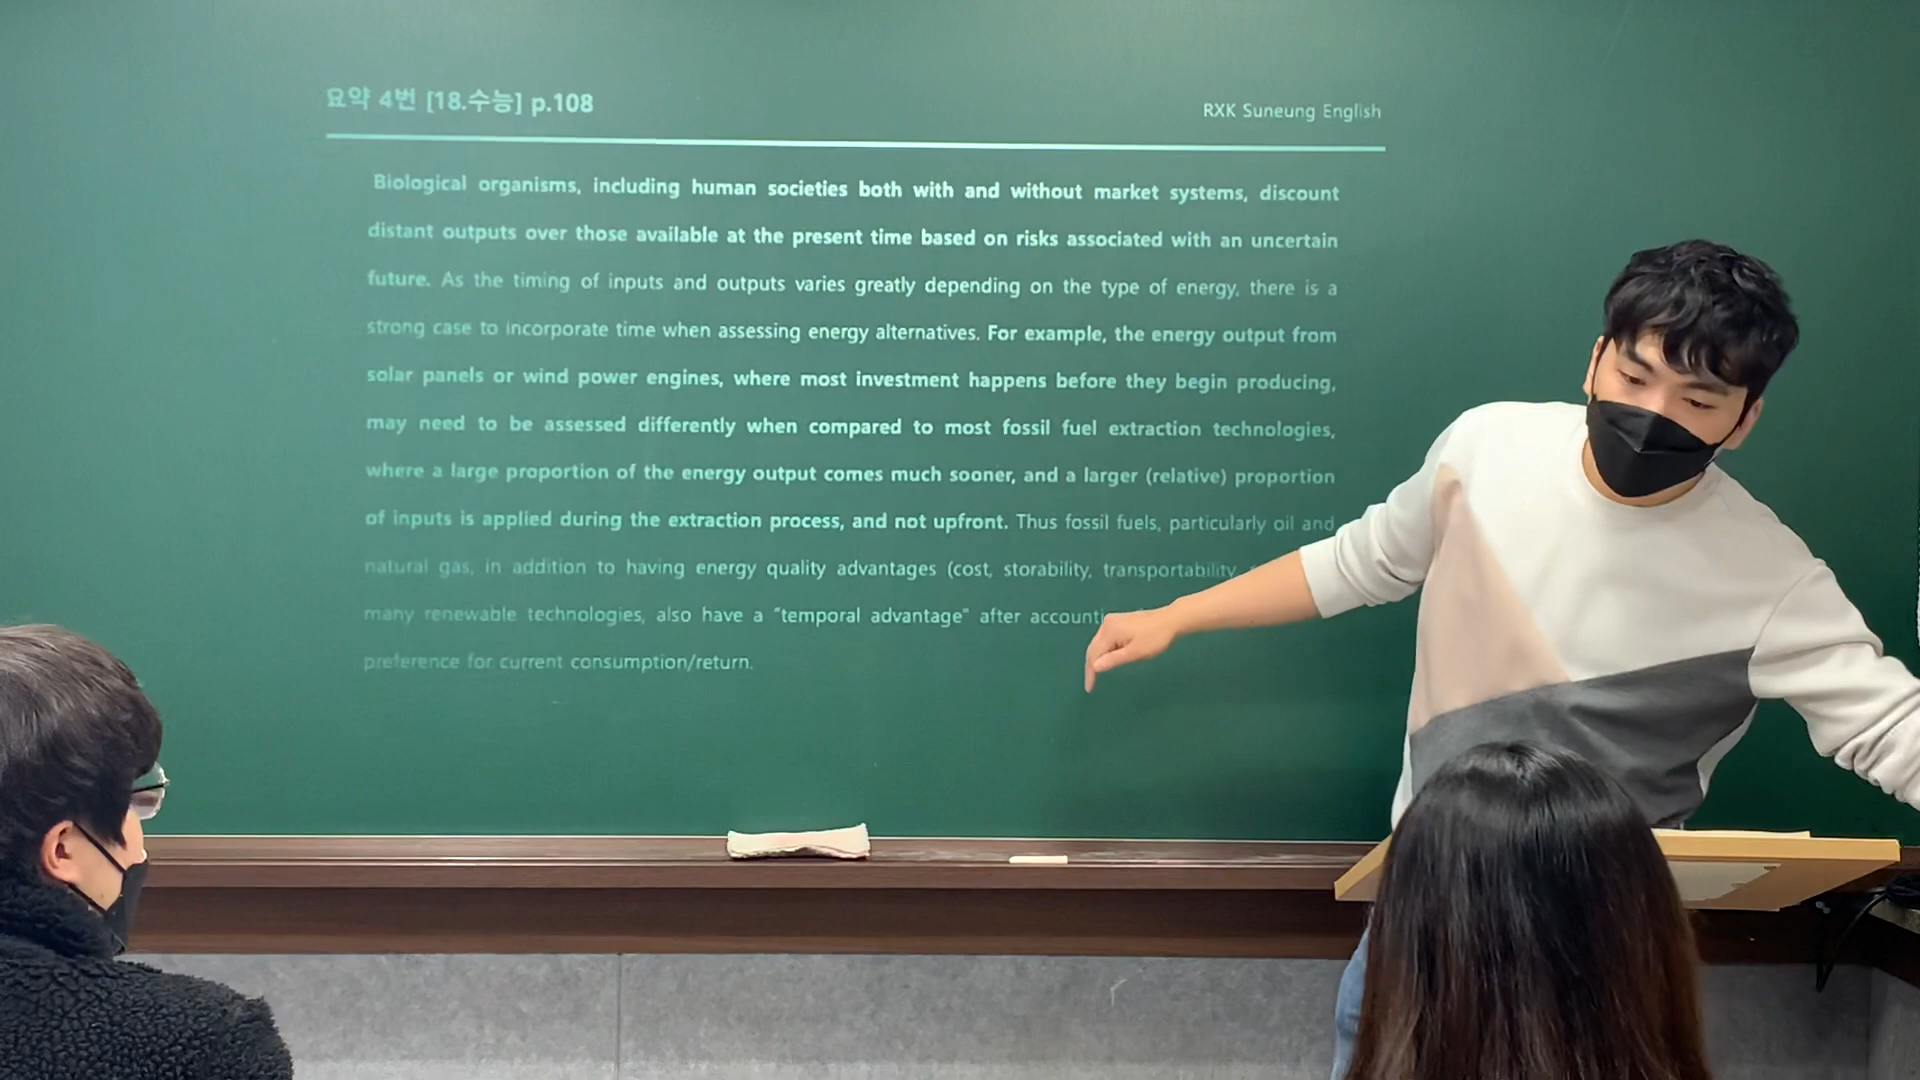 요약 4번 [18.수능] p.108
RXK Suneung English
Biological organisms, including human societies both with and without market systems, discount
distant outputs over those available at the present time based on risks associated with an uncertain
future. As the timing of inputs and outputs varies greatly depending on the type of energy, there is a
strong case to incorporate time when assessing energy alternatives. For example, the energy output from
solar panels or wind power engines, where most investment happens before they begin producing,
may need to be assessed differently when compared to most fossil fuel extraction technologies,
where a large proportion of the energy output comes much sooner, and a larger (relative) proportion
of inputs is applied during the extraction process, and not upfront. Thus fossil fuels, particularly oil and
natural gas, in addition to having energy quality advantages (cost, storability, transportability,
many renewable technologies, also have a “temporal advantage” after
preference for current consumption/return.